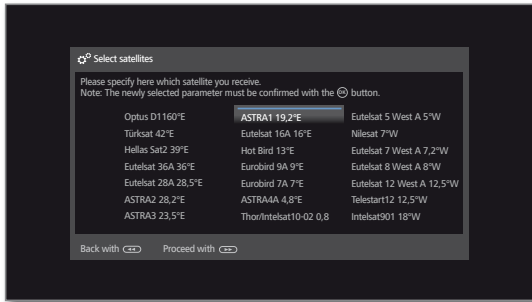 Select satellites
Please specify here which satellite you receive.
Note: The newly selected parameter must be confirmed with the OK button.
Optus D1160°E ASTRA1 19,2°E Eutelsat 5 West A 5°W
Türksat 42°E Eutelsat 16A 16°E Nilesat 7°W
Hellas Sat2 39°E Hot Bird 13°E Eutelsat 7 West A 7,2°W
Eutelsat 36A 36°E Eurobird 9A 9°E Eutelsat 8 West A 8°W
Eutelsat 28A 28,5°E Eurobird 7A 7°E Eutelsat 12 West A 12,5°W
ASTRA2 28,2°E ASTRA4A 4,8°E Telestart12 12,5°W
ASTRA3 23,5°E Thor/Intelsat10-02 0,8 Intelsat901 18°W
Back with Proceed with